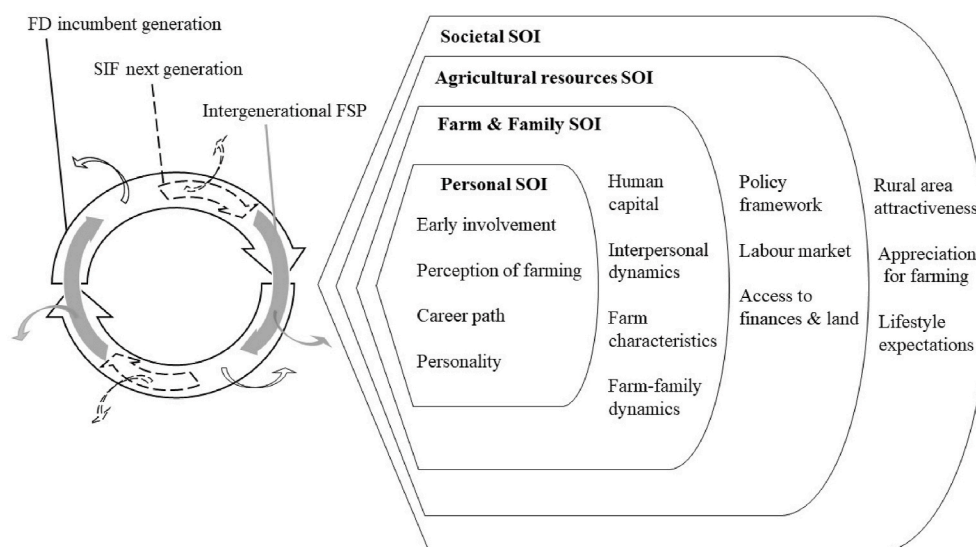 FD incumbent generation
SIF next generation
Intergenerational FSP
Societal SOI
Agricultural resources SOI
Farm & Family SOI
Personal SOI
Early involvement
Perception of farming
Career path
Personality
Human
capital
Interpersonal
dynamics
Farm
characteristics
Farm-family
dynamics
Policy
framework
Labour market
Access to
finances & land
Rural area
attractiveness
Appreciation
for farming
Lifestyle
expectations